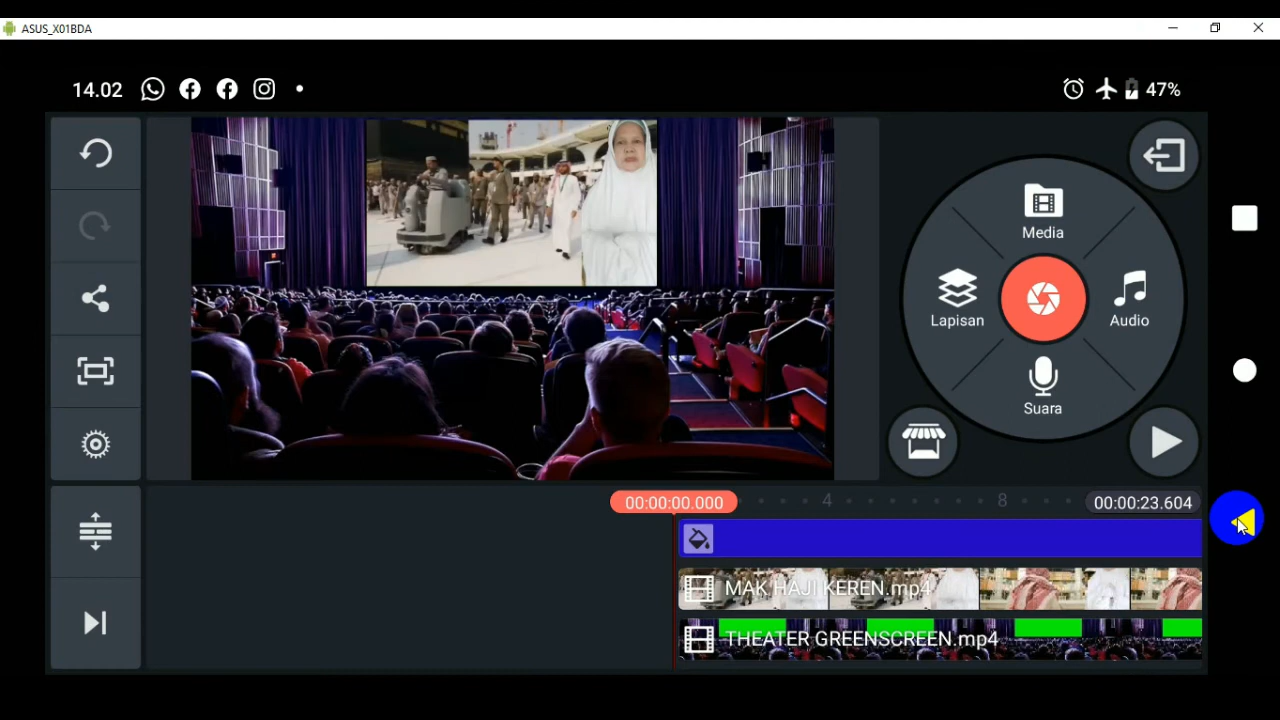 ASUS_X01BDA
14.02
47%
Media
Lapisan
Audio
Suara
00:00:00.000
4
8
00:00:23.604
MAK HAJI KEREN.mp4
THEATER GREENSCREEN.mp4